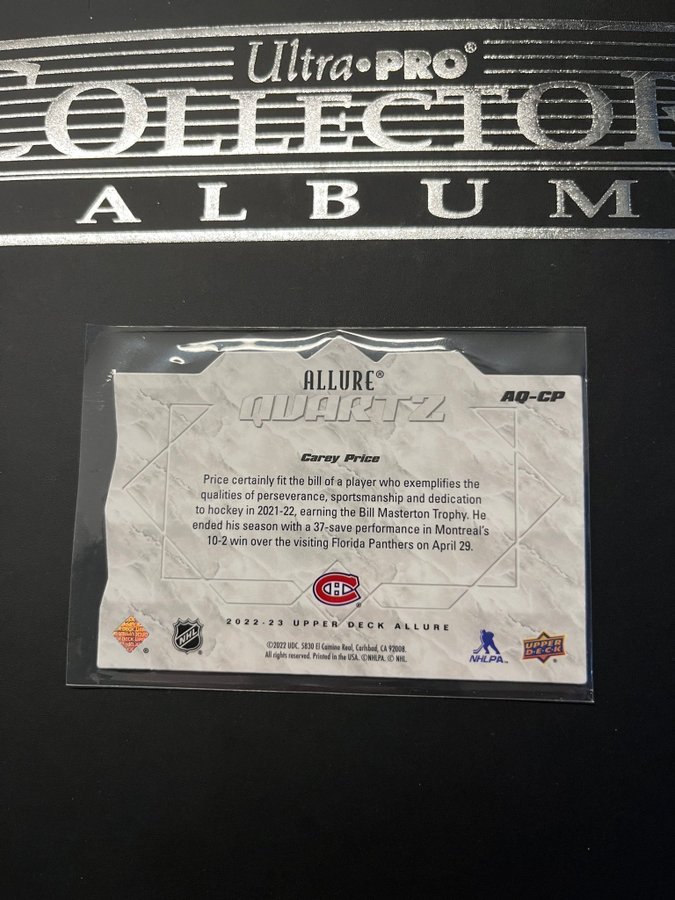 Ultra•PRO®
COLLECTOR
ALBUM
ALLURE®
QUARTZ
AQ-CP
Carey Price
Price certainly fit the bill of a player who exemplifies the
qualities of perseverance, sportsmanship and dedication
to hockey in 2021-22, earning the Bill Masterton Trophy. He
ended his season with a 37-save performance in Montreal's
10-2 win over the visiting Florida Panthers on April 29.
2022-23 UPPER DECK ALLURE
©2022 UDC. 5830 El Camino Real, Carlsbad, CA 92008.
All rights reserved. Printed in the USA. ©NHLPA. © NHL.
NHL
NHLPA™
UPPER
D•E•C•K